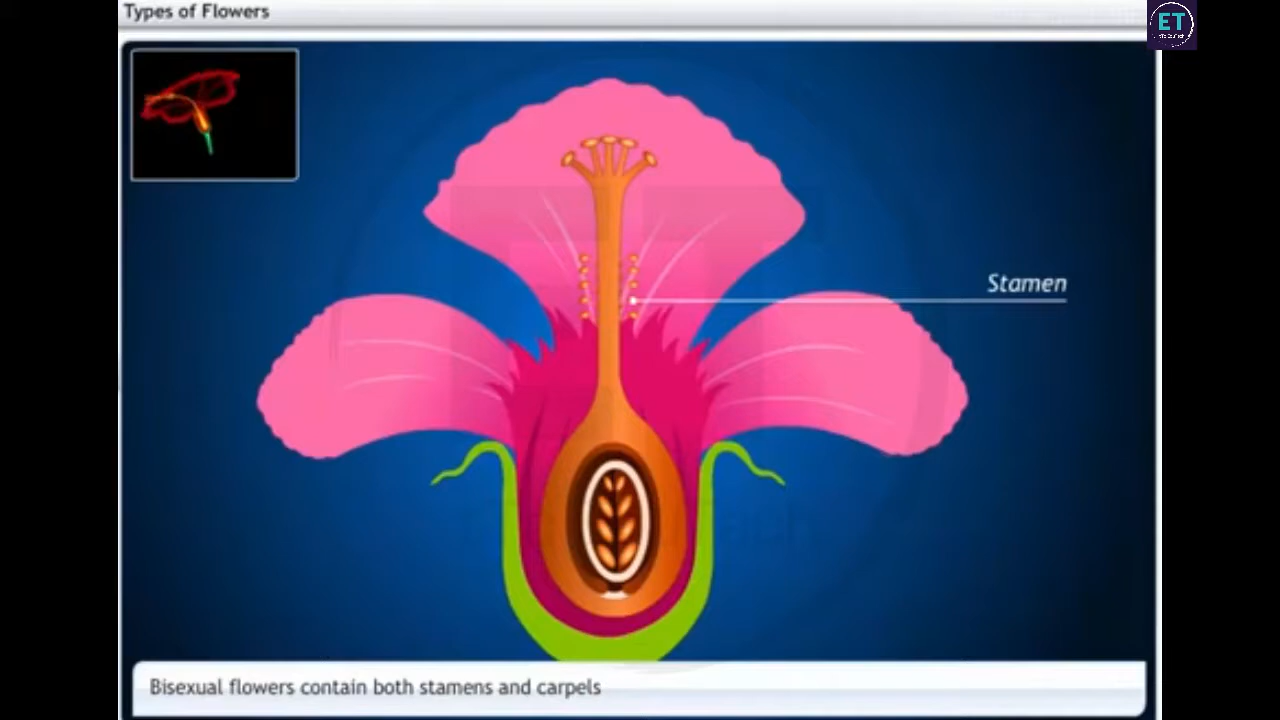 Types of Flowers
ET
Stamen
Bisexual flowers contain both stamens and carpels